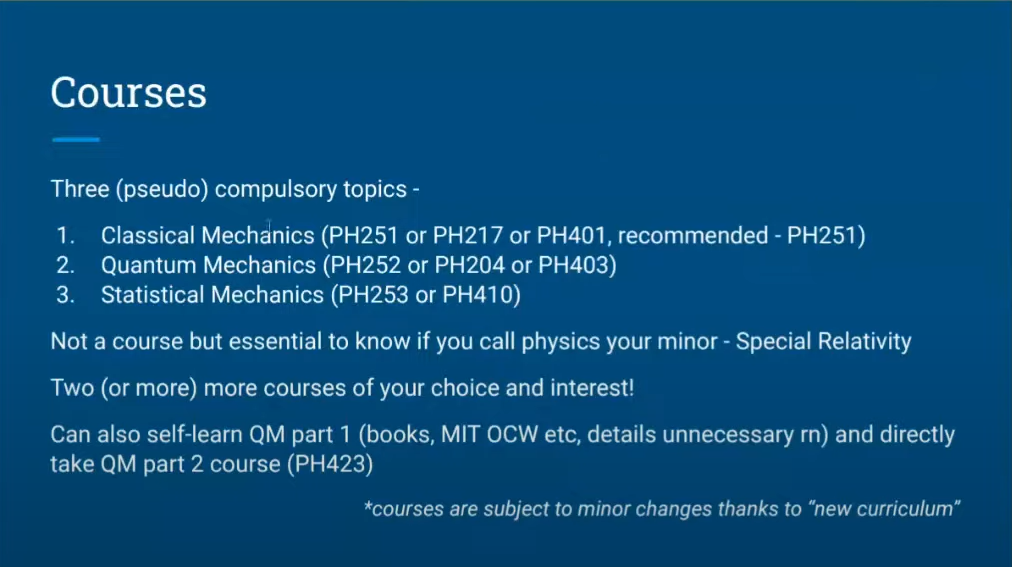 Courses
Three (pseudo) compulsory topics -
1. Classical Mechanics (PH251 or PH217 or PH401, recommended - PH251)
2. Quantum Mechanics (PH252 or PH204 or PH403)
3. Statistical Mechanics (PH253 or PH410)
Not a course but essential to know if you call physics your minor - Special Relativity
Two (or more) more courses of your choice and interest!
Can also self-learn QM part 1 (books, MIT OCW etc, details unnecessary rn) and directly
take QM part 2 course (PH423)
*courses are subject to minor changes thanks to “new curriculum”